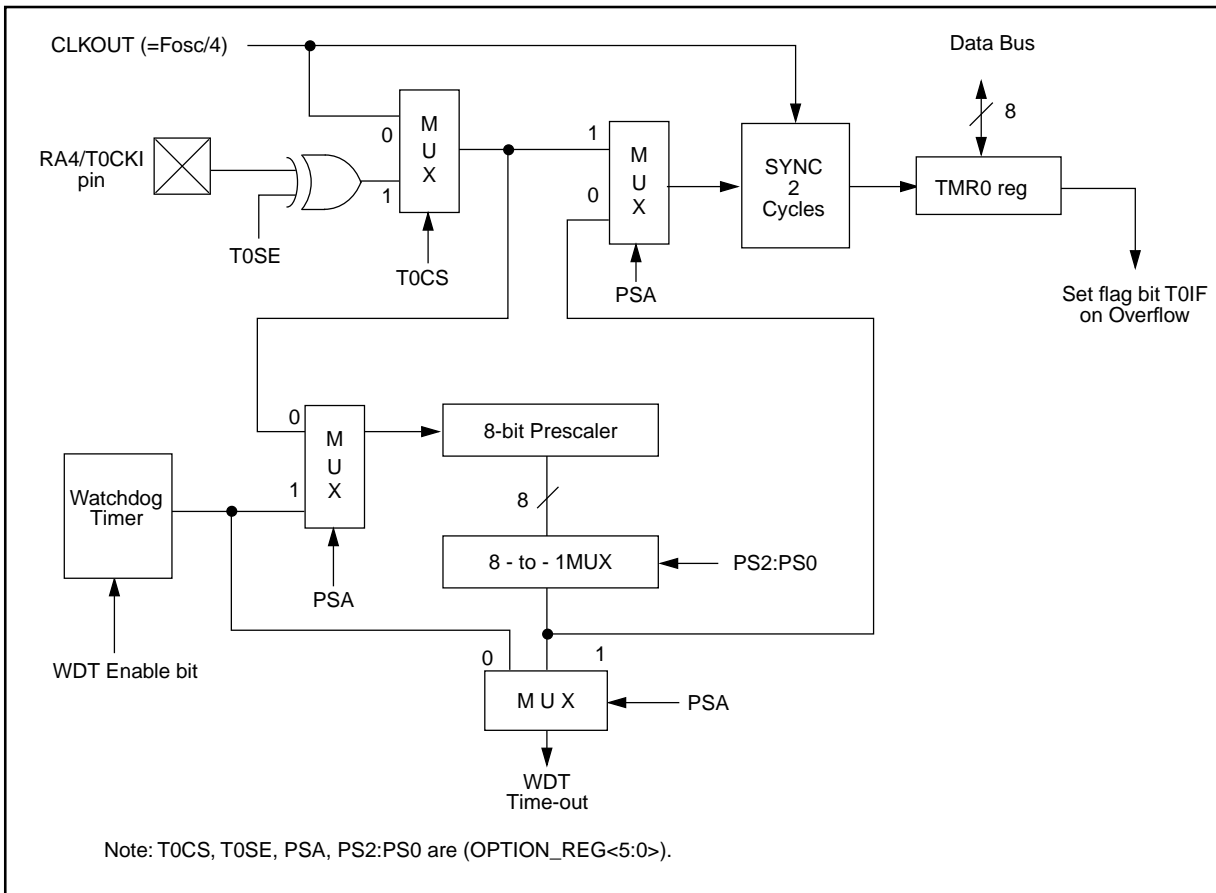 CLKOUT (=Fosc/4)
Data Bus
8
RA4/T0CKI
pin
0
1
M
U
X
T0SE
T0CS
1
0
M
U
X
PSA
SYNC
2
Cycles
TMR0 reg
Set flag bit T0IF
on Overflow
0
1
M
U
X
8-bit Prescaler
Watchdog
Timer
8
PSA
8 - to - 1MUX
PS2:PS0
WDT Enable bit
0
1
M U X
PSA
WDT
Time-out
Note: T0CS, T0SE, PSA, PS2:PS0 are (OPTION_REG<5:0>).